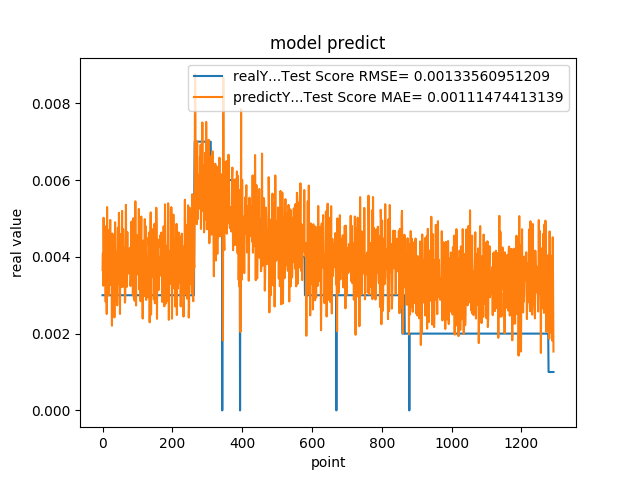 model predict
realY...Test Score RMSE= 0.00133560951209
predictY...Test Score MAE= 0.00111474413139
real value
0.008
0.006
0.004
0.002
0.000
0 200 400 600 800 1000 1200
point